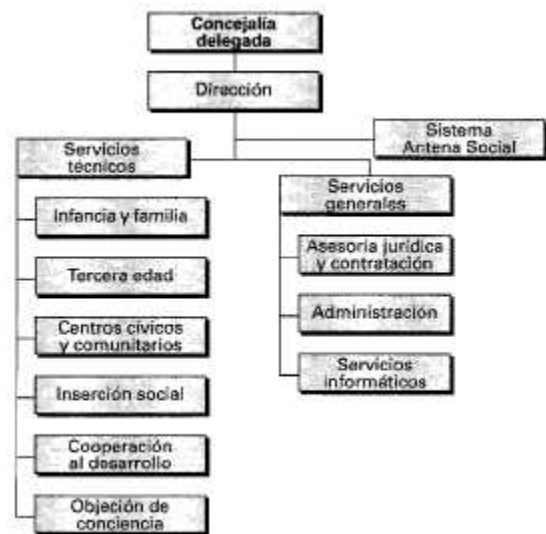 Concejalía
delegada
Dirección
Sistema
Antena Social
Servicios
técnicos
Servicios
generales
Infancia y familia
Tercera edad
Centros cívicos
y comunitarios
Inserción social
Cooperación
al desarrollo
Objeción de
conciencia
Asesoría jurídica
y contratación
Administración
Servicios
informáticos